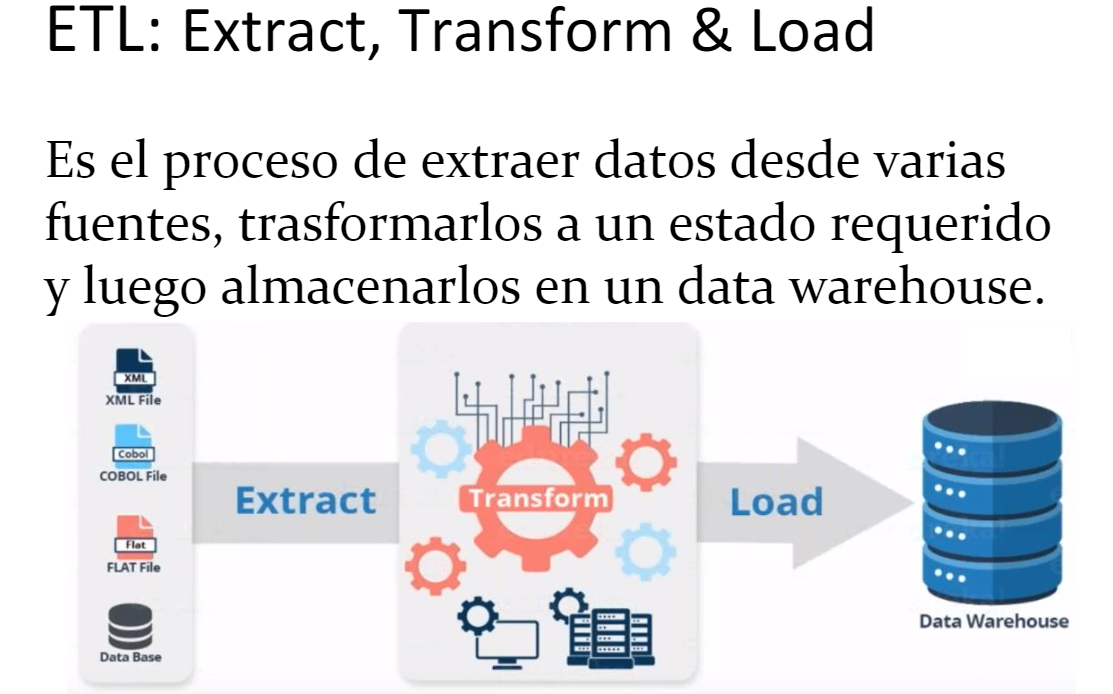 ETL: Extract, Transform & Load
Es el proceso de extraer datos desde varias
fuentes, trasformarlos a un estado requerido
y luego almacenarlos en un data warehouse.
XML
XML File
Cobol
COBOL File
Flat
FLAT File
Data Base
Extract
Transform
Load
Data Warehouse